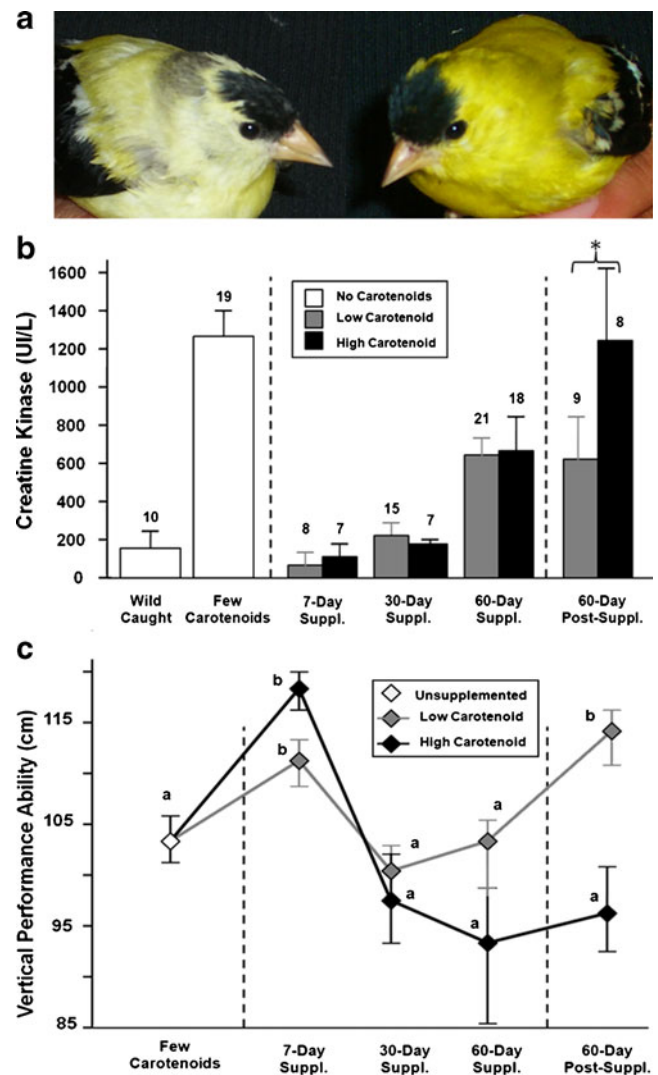 a
b
Creatine Kinase (UI/L)
1600
1400
1200
1000
800
600
400
200
0
10
19
8
7
15
7
21
18
9
8
*
No Carotenoids
Low Carotenoid
High Carotenoid
Wild Caught
Few Carotenoids
7-Day Suppl.
30-Day Suppl.
60-Day Suppl.
60-Day Post-Suppl.
c
Vertical Performance Ability (cm)
115
105
95
85
a
b
b
a
a
a
a
b
a
Unsupplemented
Low Carotenoid
High Carotenoid
Few Carotenoids
7-Day Suppl.
30-Day Suppl.
60-Day Suppl.
60-Day Post-Suppl.